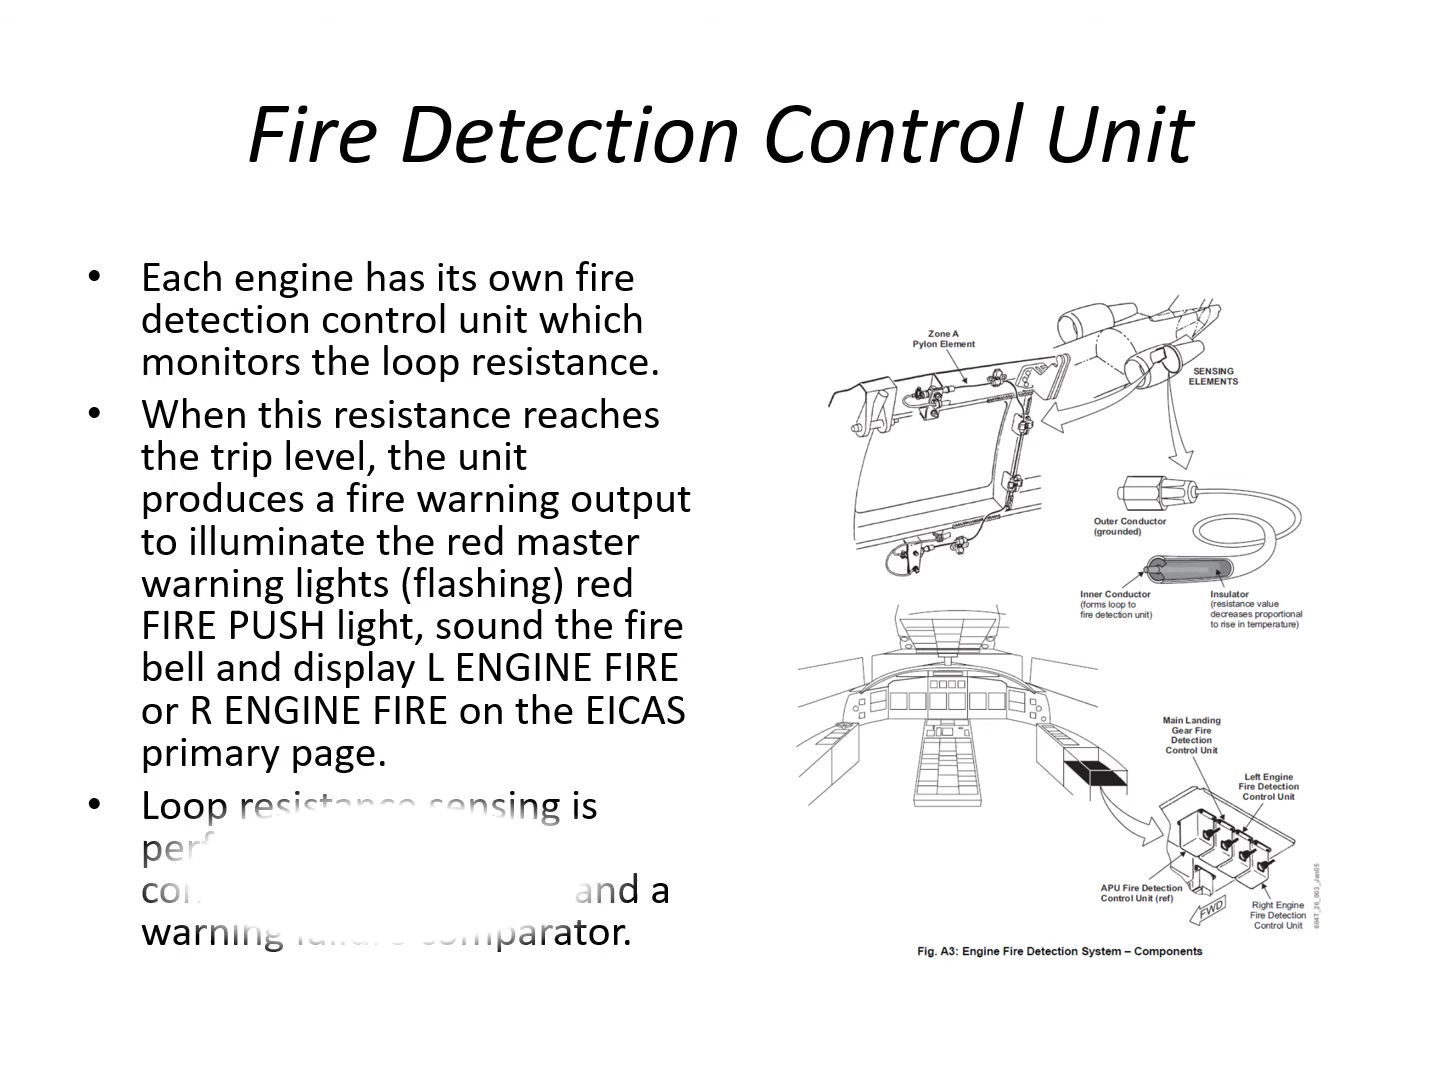 Fire Detection Control Unit
• Each engine has its own fire
detection control unit which
monitors the loop resistance.
• When this resistance reaches
the trip level, the unit
produces a fire warning output
to illuminate the red master
warning lights (flashing) red
FIRE PUSH light, sound the fire
bell and display L ENGINE FIRE
or R ENGINE FIRE on the EICAS
primary page.
• Loop resistance sensing is
and a
warning comparator.
Zone A
Pylon Element
SENSING
ELEMENTS
Outer Conductor
(grounded)
Inner Conductor
(forms loop to
fire detection unit)
Insulator
(resistance value
decreases proportional
to rise in temperature)
Main Landing
Gear Fire
Detection
Control Unit
Left Engine
Fire Detection
Control Unit
APU Fire Detection
Control Unit (ref)
FWD
Right Engine
Fire Detection
Control Unit
Fig. A3: Engine Fire Detection System – Components